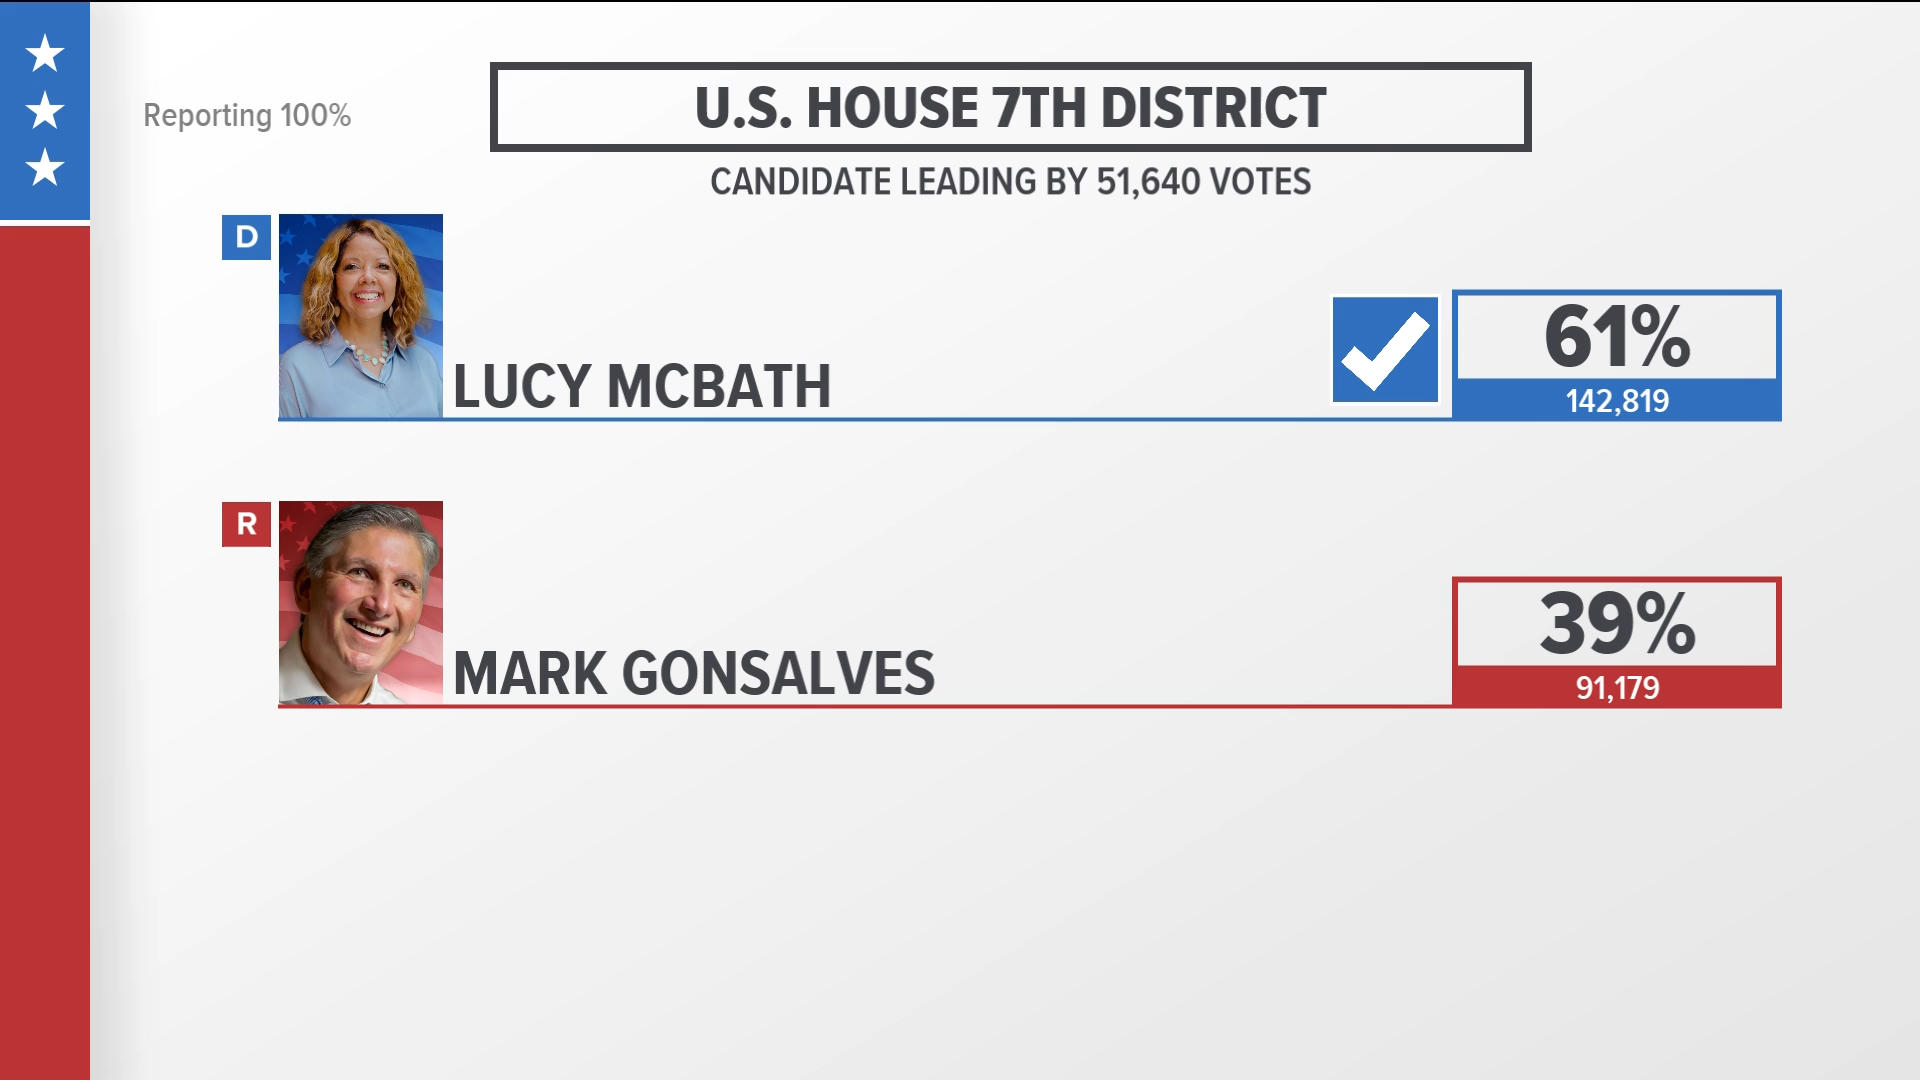 Reporting 100%
U.S. HOUSE 7TH DISTRICT
CANDIDATE LEADING BY 51,640 VOTES
D
LUCY MCBATH
61%
142,819
R
MARK GONSALVES
39%
91,179